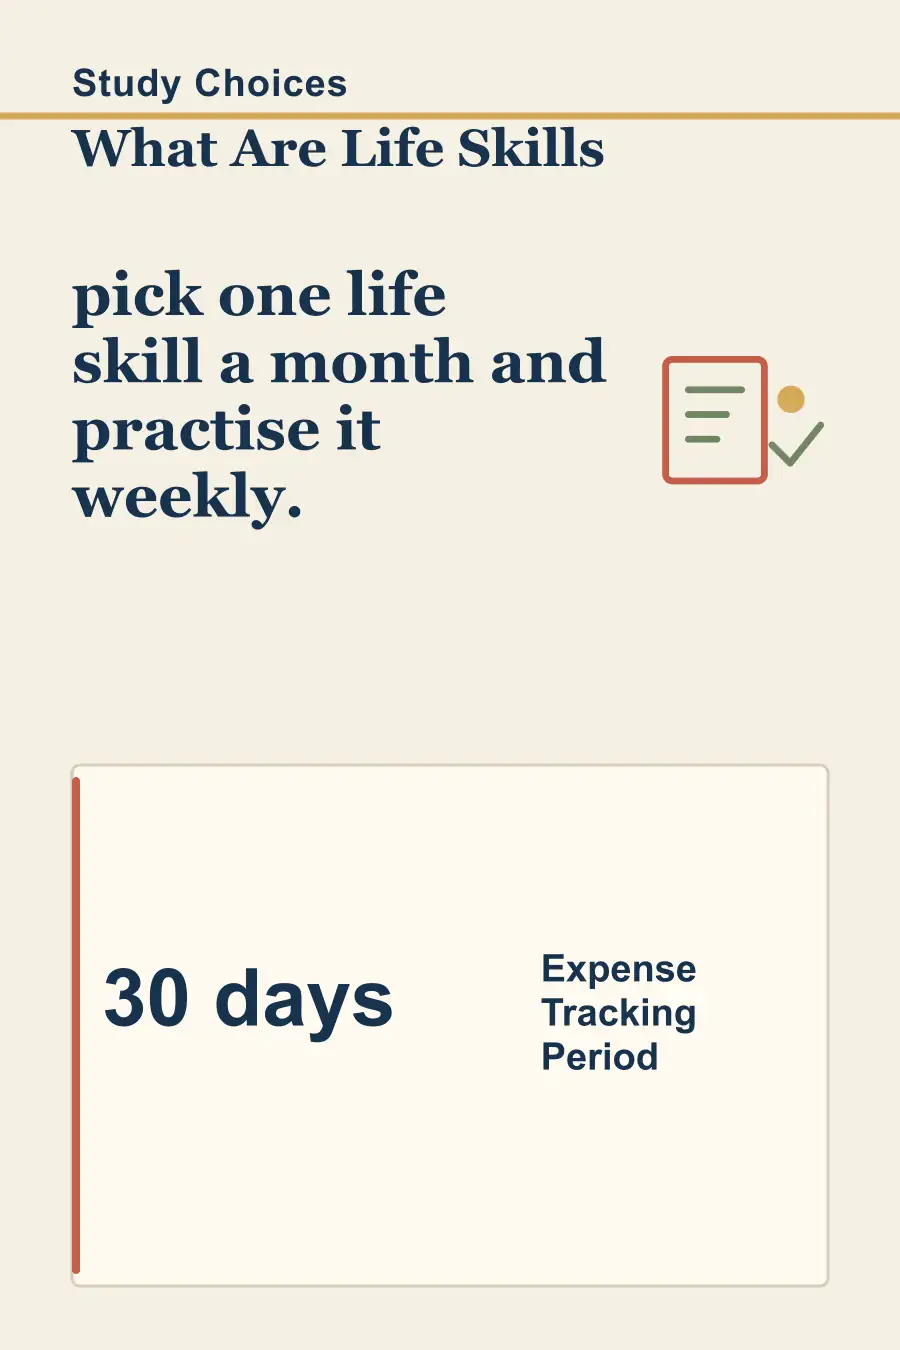 Study Choices
What Are Life Skills
pick one life
skill a month and
practise it
weekly.
30 days
Expense
Tracking
Period